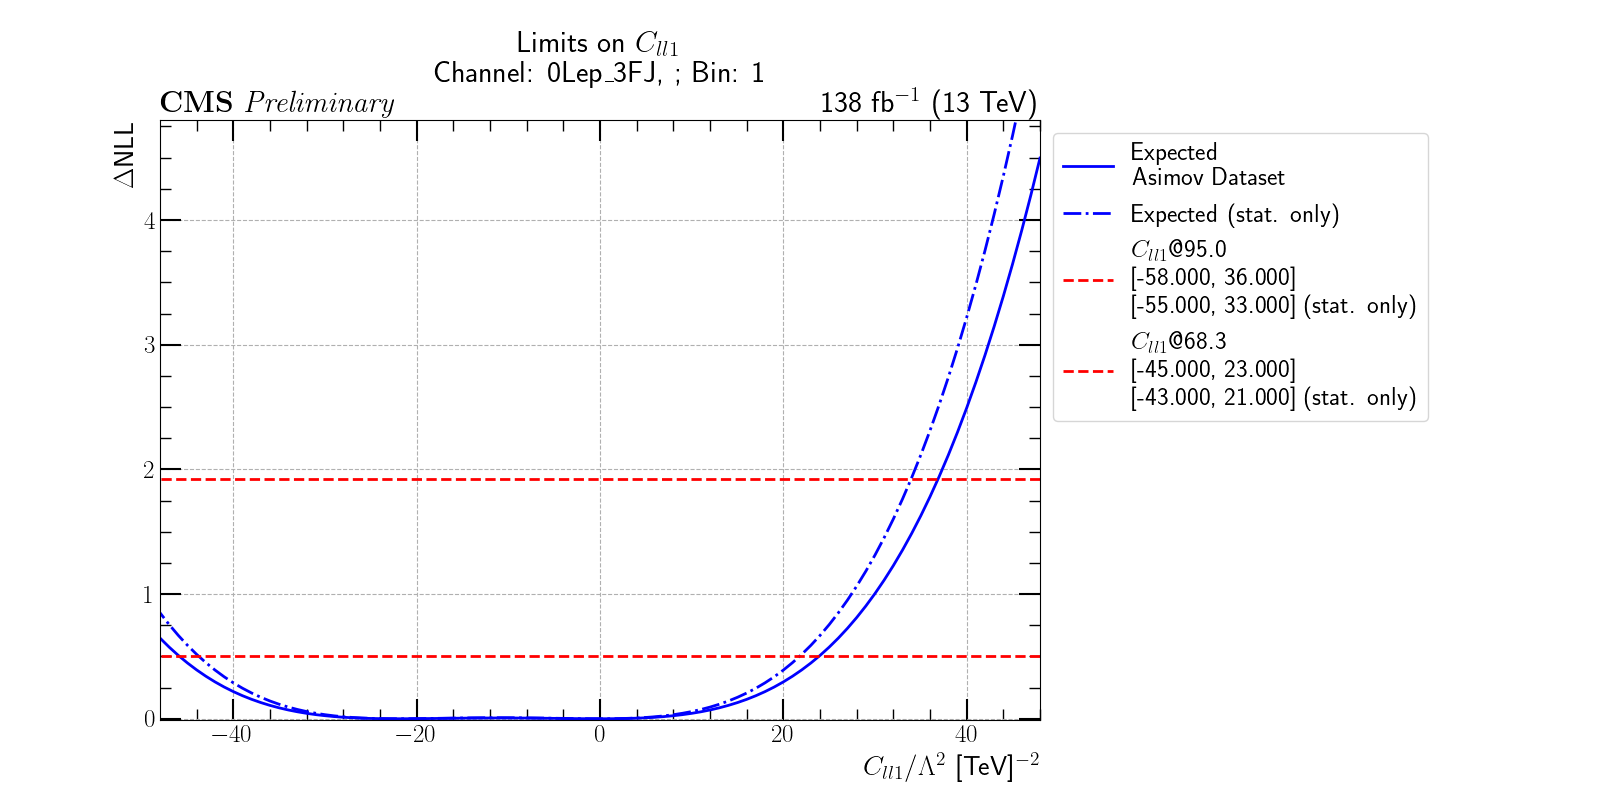 Limits on C_{ll1}
Channel: 0Lep_3FJ, ; Bin: 1
CMS Preliminary
138 fb^{-1} (13 TeV)
ΔNLL
4
3
2
1
0
−40
−20
0
20
40
C_{ll1}/Λ^2 [TeV]^{-2}
Expected
Asimov Dataset
Expected (stat. only)
C_{ll1}@95.0
[-58.000, 36.000]
[-55.000, 33.000] (stat. only)
C_{ll1}@68.3
[-45.000, 23.000]
[-43.000, 21.000] (stat. only)